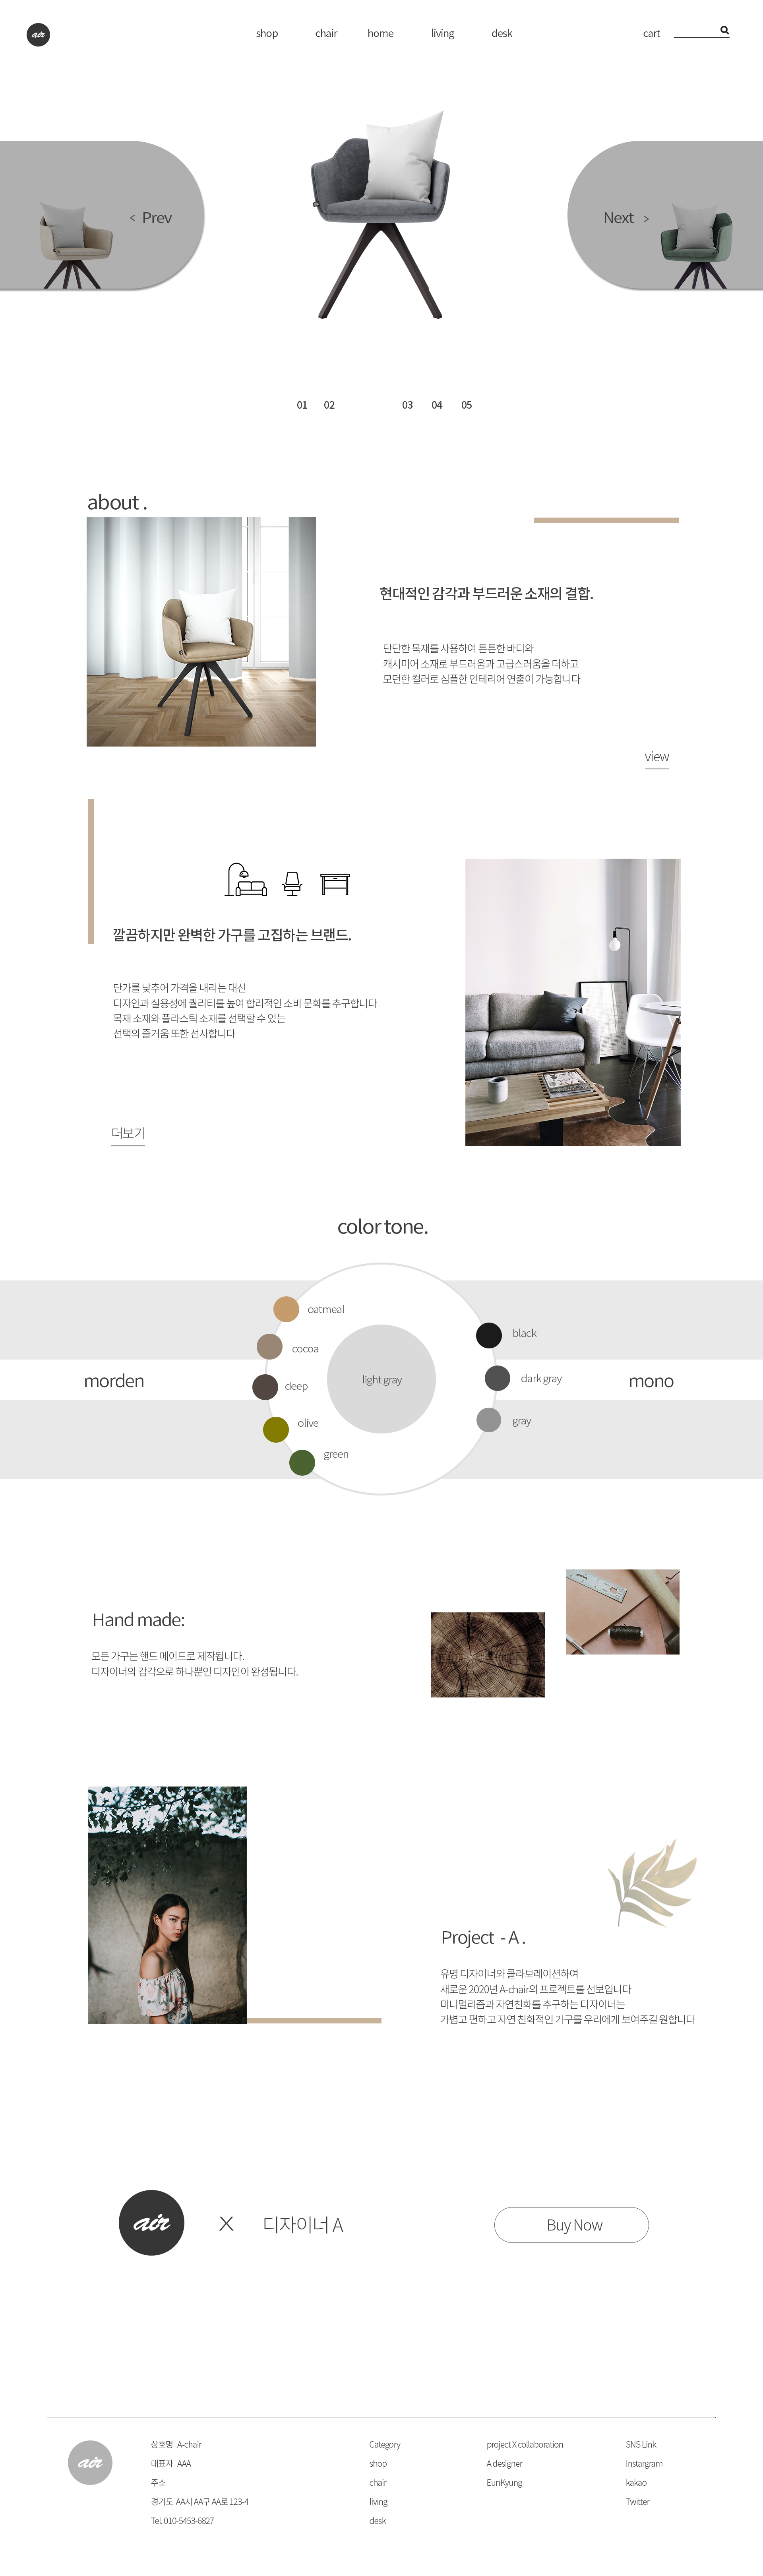 air
shop chair home living desk cart
< Prev
Next >
01 02 03 04 05
about .
현대적인 감각과 부드러운 소재의 결합.
단단한 목재를 사용하여 튼튼한 바디와
캐시미어 소재로 부드러움과 고급스러움을 더하고
모던한 컬러로 심플한 인테리어 연출이 가능합니다
view
깔끔하지만 완벽한 가구를 고집하는 브랜드.
단가를 낮추어 가격을 내리는 대신
디자인과 실용성에 퀄리티를 높여 합리적인 소비 문화를 추구합니다
목재 소재와 플라스틱 소재를 선택할 수 있는
선택의 즐거움 또한 선사합니다
더보기
color tone.
oatmeal
cocoa
deep
olive
green
morden
light gray
black
dark gray
gray
mono
Hand made:
모든 가구는 핸드 메이드로 제작됩니다.
디자이너의 감각으로 하나뿐인 디자인이 완성됩니다.
Project - A .
유명 디자이너와 콜라보레이션하여
새로운 2020년 A-chair의 프로젝트를 선보입니다
미니멀리즘과 자연친화를 추구하는 디자이너는
가볍고 편하고 자연 친화적인 가구를 우리에게 보여주길 원합니다
air X 디자이너 A
Buy Now
air
상호명 A-chair
대표자 AAA
주소
경기도 AA시 AA구 AA로 123-4
Tel. 010-5453-6827
Category
shop
chair
living
desk
project X collaboration
A designer
EunKyung
SNS Link
Instargram
kakao
Twitter